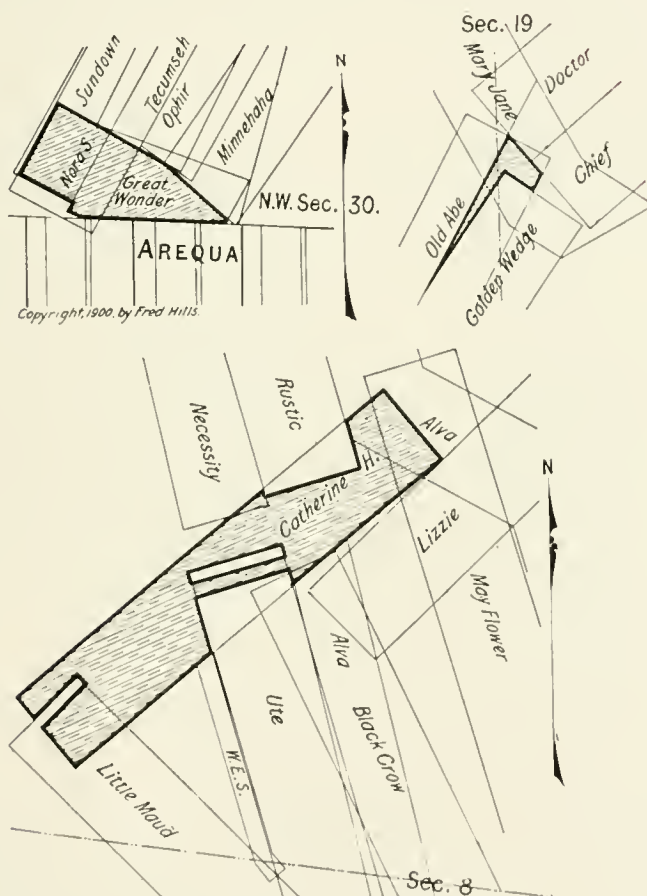 Sundown
Nora S.
Tecumseh
Ophir
Great
Wonder
Minnehaha
N
N.W. Sec. 30.
AREQUA
Copyright, 1900, by Fred Hills.
Sec. 19
Mary Jane
Doctor
Chief
Old Abe
Golden Wedge
Necessity
Rustic
Alva
Catherine H.
Lizzie
N
May Flower
Alva
Black Crow
Ute
W.E.S.
Little Maud
Sec. 8